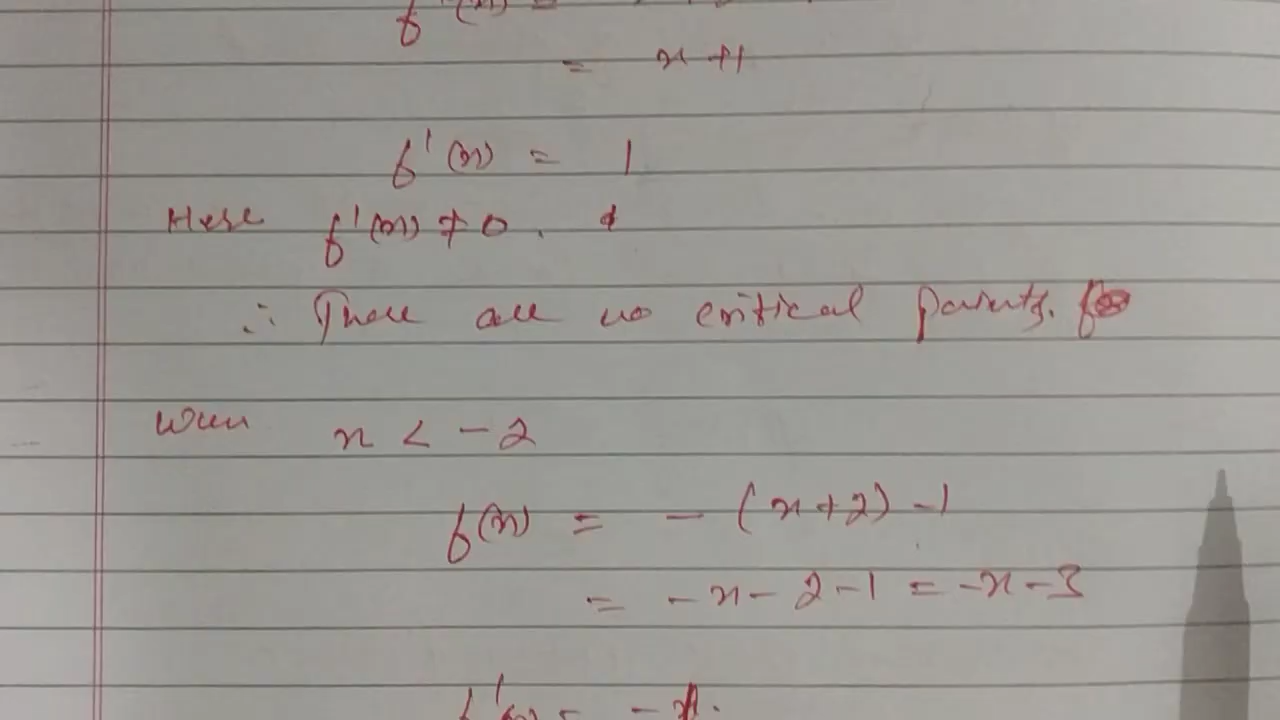 f'(x) =
= x + 1
f'(x) = 1
Here f'(x) ≠ 0.
∴ There are no critical points.
When x < -2
f(x) = - (x+2) -1
= -x - 2 - 1 = -x - 3
f'(x) = -